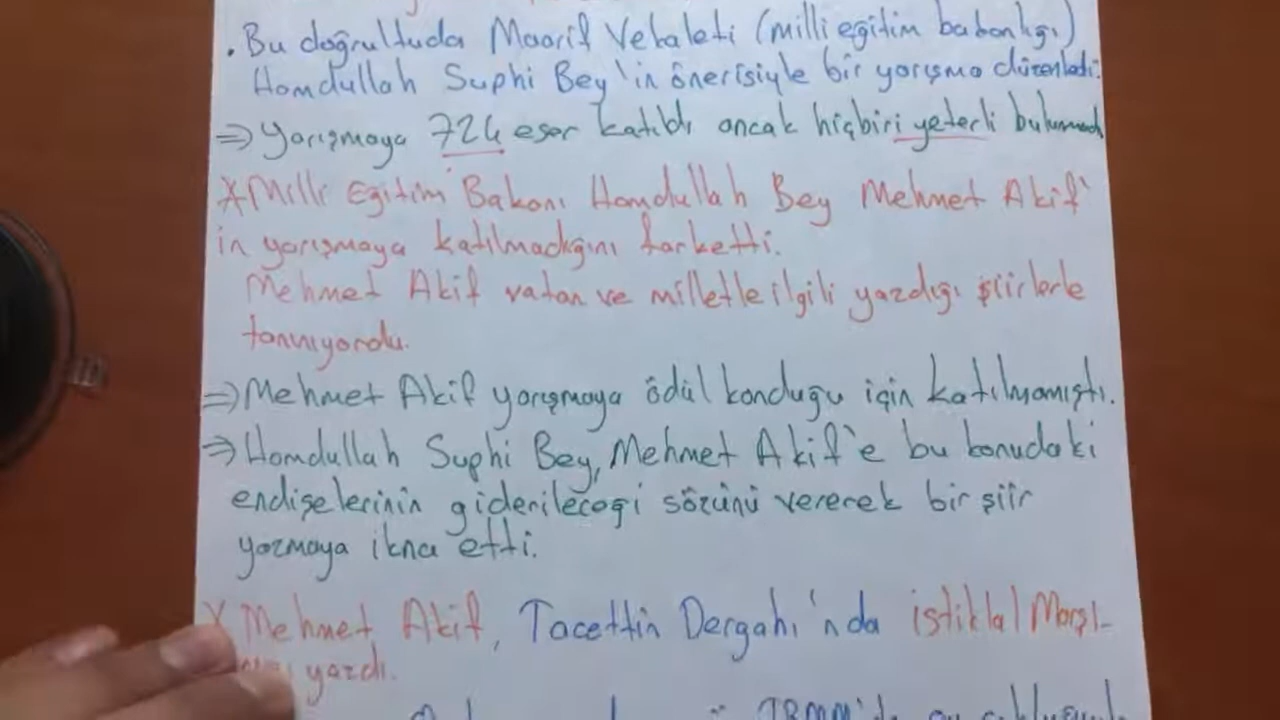 . Bu doğrultuda Maarif Vekaleti (milli eğitim bakanlığı)
Hamdullah Suphi Bey'in önerisiyle bir yarışma düzenledi.
⇒ Yarışmaya 724 eser katıldı ancak hiçbiri yeterli bulunmadı
* Milli Eğitim Bakanı Hamdullah Bey Mehmet Akif'
in yarışmaya katılmadığını farketti.
Mehmet Akif vatan ve milletle ilgili yazdığı şiirlerle
tanınıyordu.
⇒ Mehmet Akif yarışmaya ödül konduğu için katılmamıştı.
⇒ Hamdullah Suphi Bey, Mehmet Akif'e bu konudaki
endişelerinin giderileceği sözünü vererek bir şiir
yazmaya ikna etti.
* Mehmet Akif, Tacettin Dergahı'nda istiklal Marşı-
yazdı.
TBMM'de